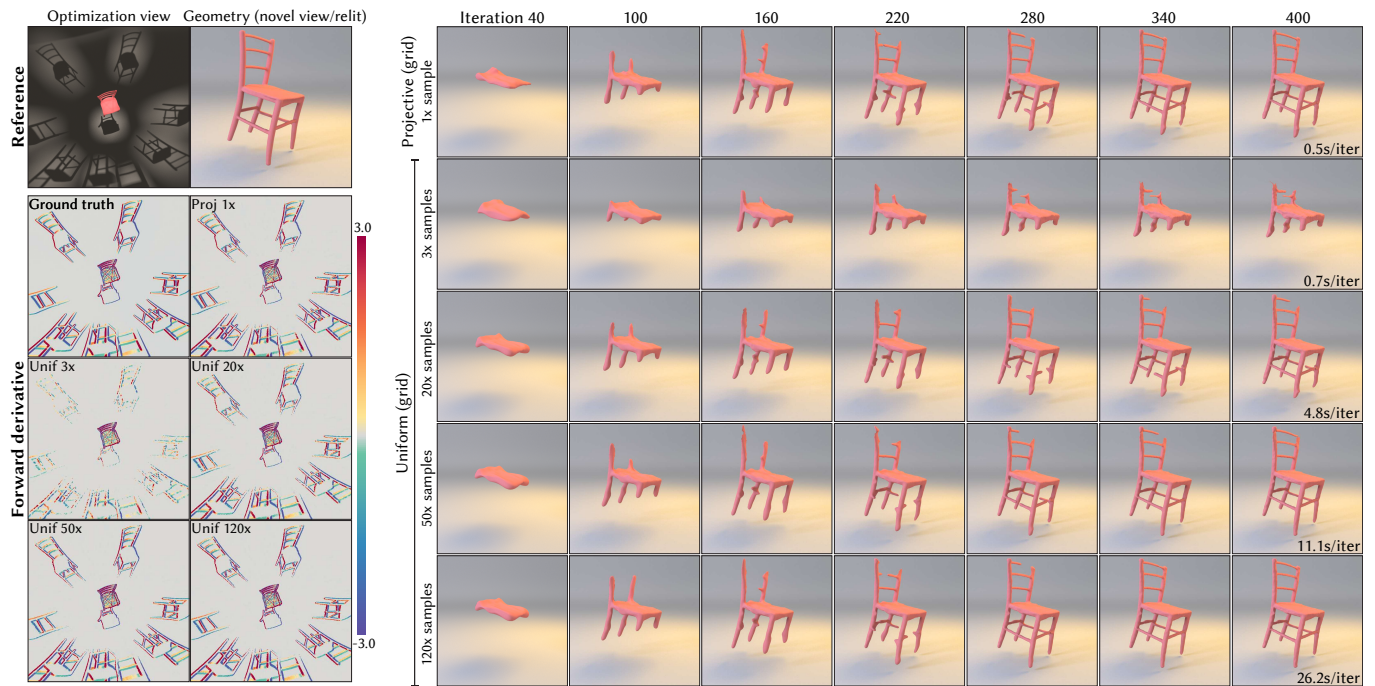 Optimization view
Geometry (novel view/relit)
Reference
Forward derivative
Ground truth
Proj 1x
Unif 3x
Unif 20x
Unif 50x
Unif 120x
3.0
-3.0
Iteration 40
100
160
220
280
340
400
Projective (grid)
1x sample
0.5s/iter
Uniform (grid)
3x samples
0.7s/iter
20x samples
4.8s/iter
50x samples
11.1s/iter
120x samples
26.2s/iter